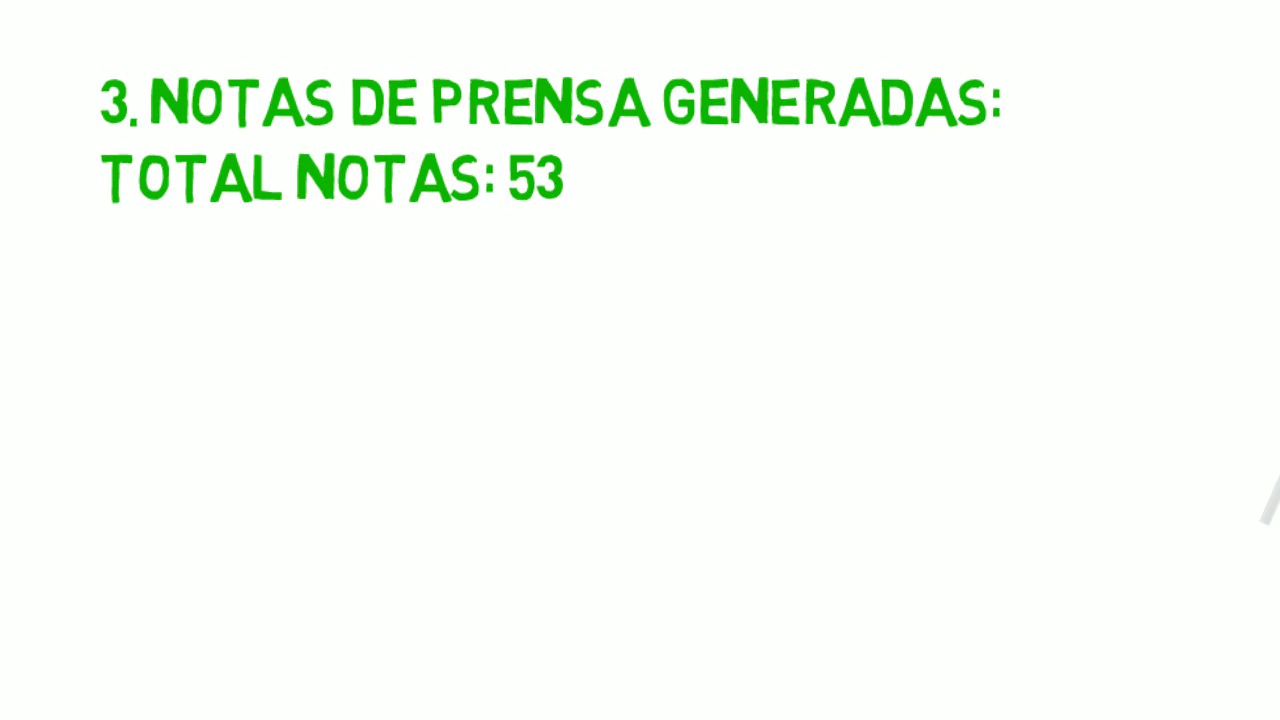 3. NOTAS DE PRENSA GENERADAS:
TOTAL NOTAS: 53